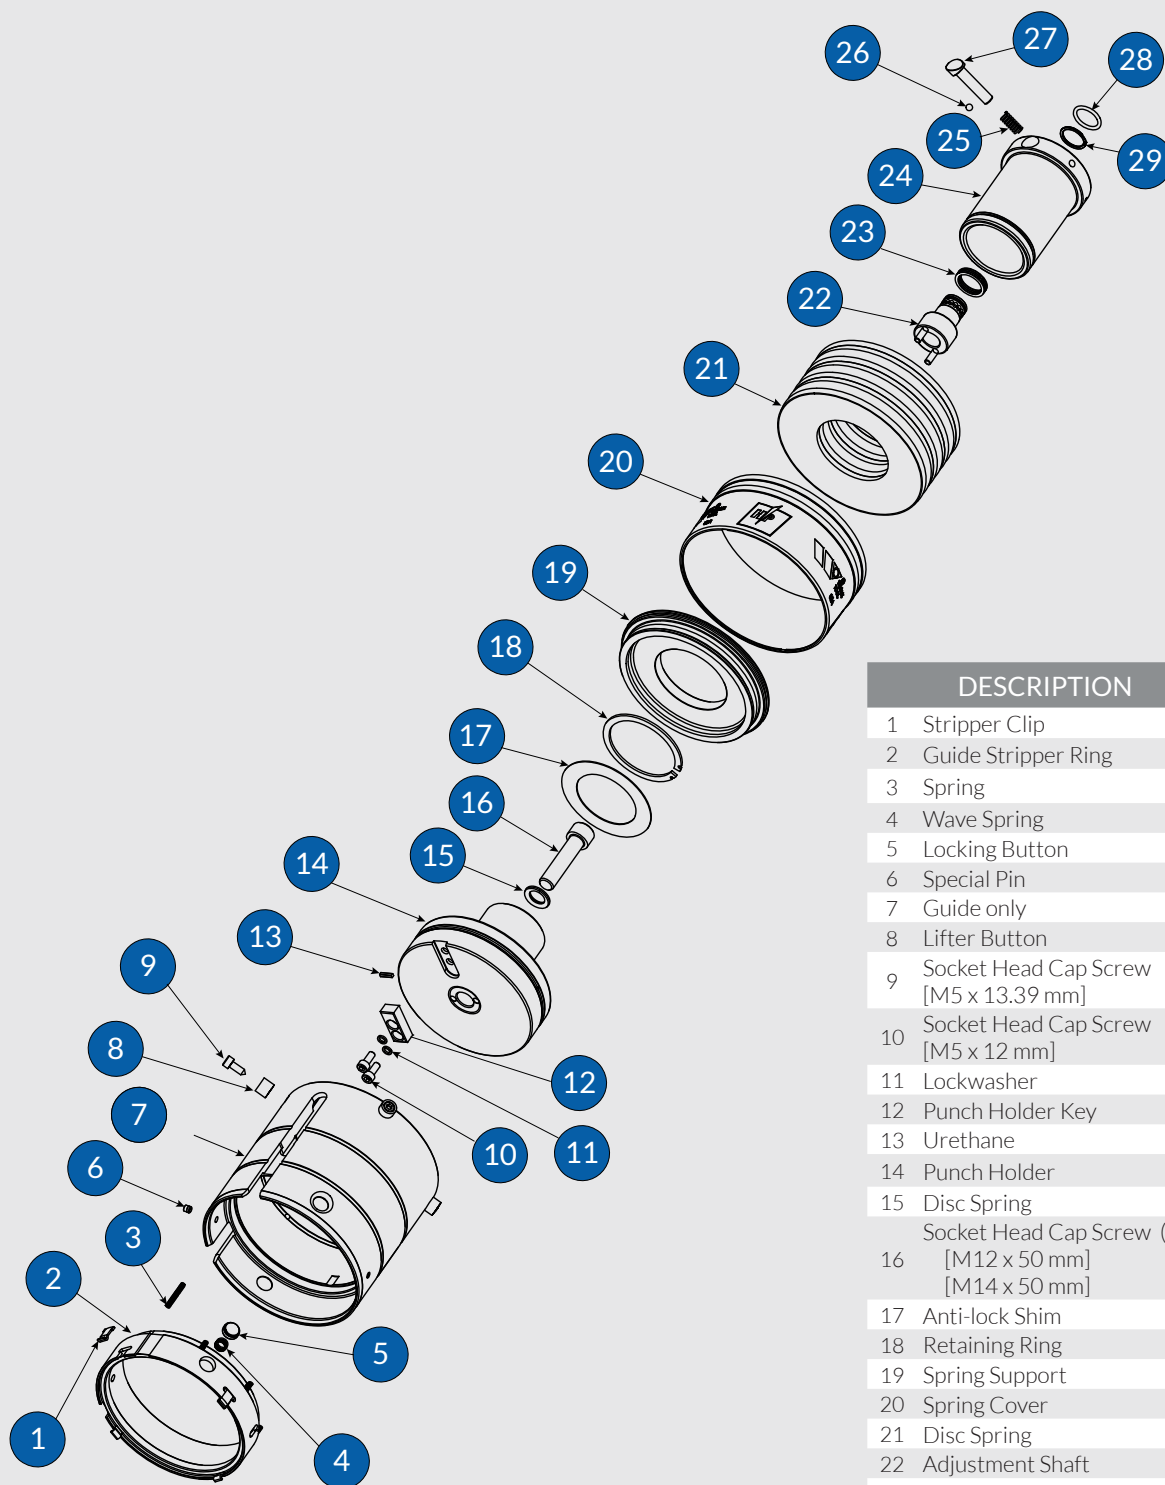 27
26
28
25
29
24
23
22
21
20
19
18
17
16
15
14
13
9
8
12
7
11
10
6
3
2
5
1
4
DESCRIPTION
1 Stripper Clip
2 Guide Stripper Ring
3 Spring
4 Wave Spring
5 Locking Button
6 Special Pin
7 Guide only
8 Lifter Button
9 Socket Head Cap Screw
[M5 x 13.39 mm]
10 Socket Head Cap Screw
[M5 x 12 mm]
11 Lockwasher
12 Punch Holder Key
13 Urethane
14 Punch Holder
15 Disc Spring
16 Socket Head Cap Screw (
[M12 x 50 mm]
[M14 x 50 mm]
17 Anti-lock Shim
18 Retaining Ring
19 Spring Support
20 Spring Cover
21 Disc Spring
22 Adjustment Shaft